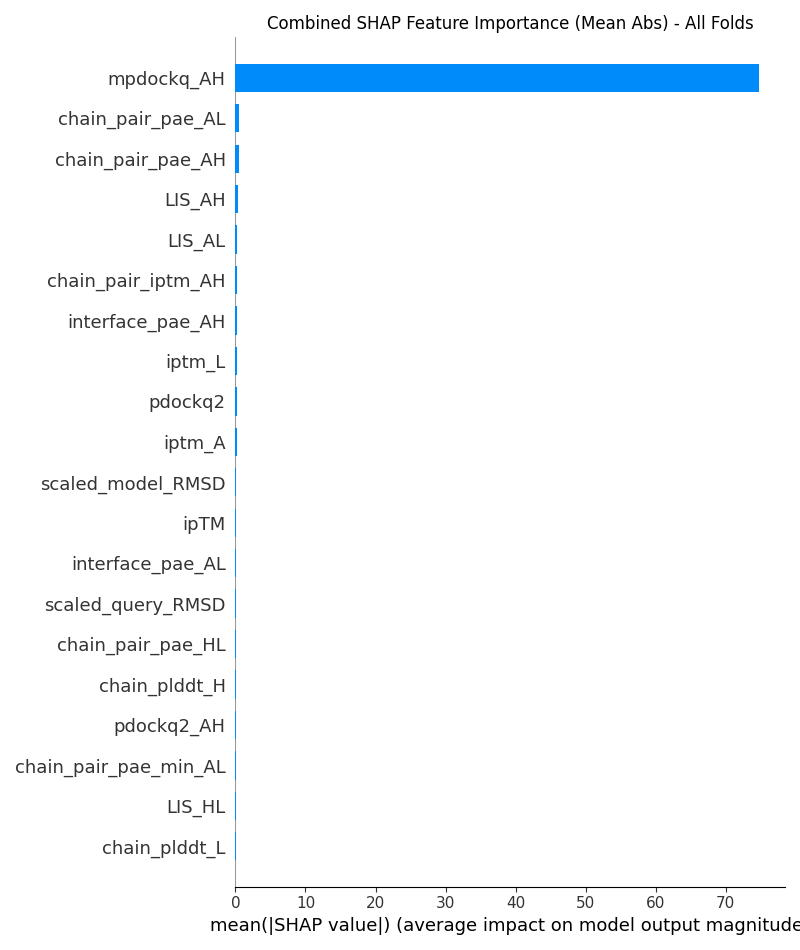 Combined SHAP Feature Importance (Mean Abs) - All Folds
mpdockq_AH
chain_pair_pae_AL
chain_pair_pae_AH
LIS_AH
LIS_AL
chain_pair_iptm_AH
interface_pae_AH
iptm_L
pdockq2
iptm_A
scaled_model_RMSD
ipTM
interface_pae_AL
scaled_query_RMSD
chain_pair_pae_HL
chain_plddt_H
pdockq2_AH
chain_pair_pae_min_AL
LIS_HL
chain_plddt_L
0 10 20 30 40 50 60 70
mean(|SHAP value|) (average impact on model output magnitude